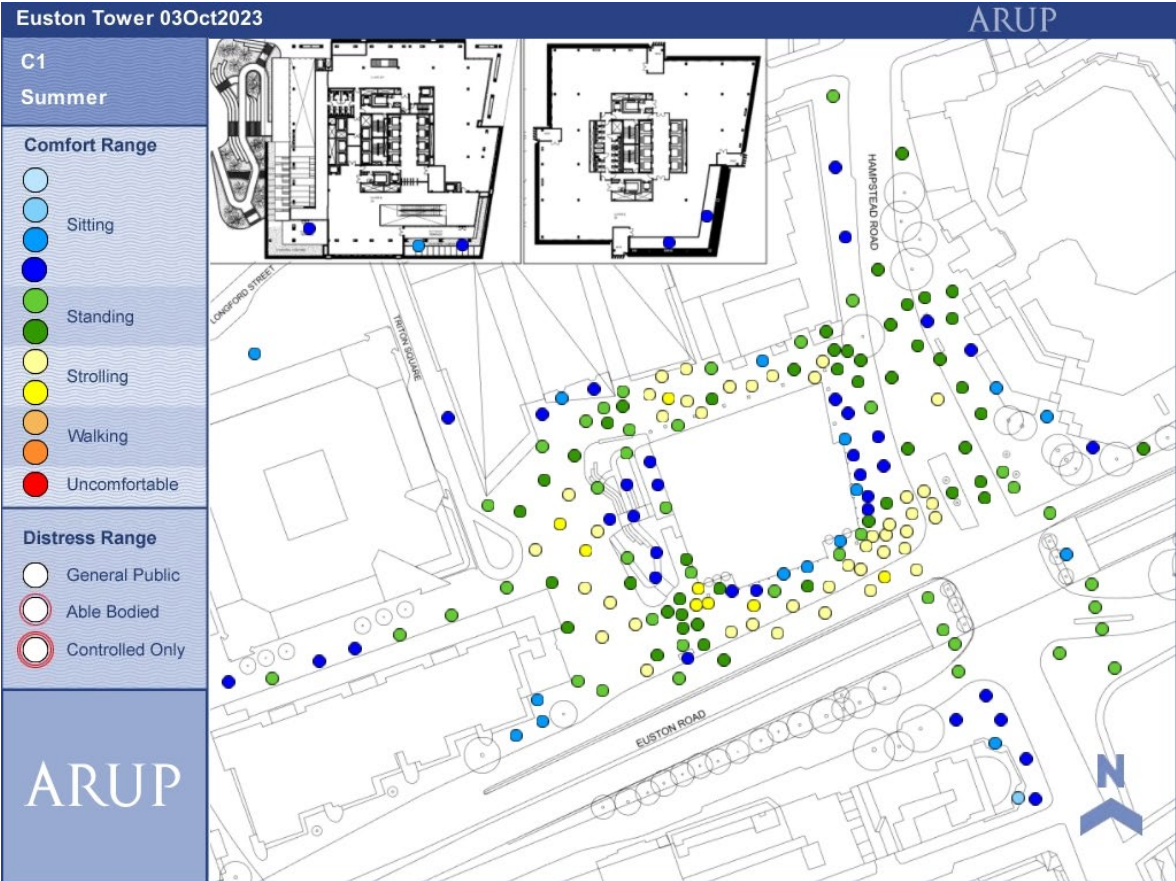 Euston Tower 03Oct2023
ARUP
C1
Summer
Comfort Range
Sitting
Standing
Strolling
Walking
Uncomfortable
Distress Range
General Public
Able Bodied
Controlled Only
ARUP
LONGFORD STREET
TRITON SQUARE
HAMPSTEAD ROAD
EUSTON ROAD
N